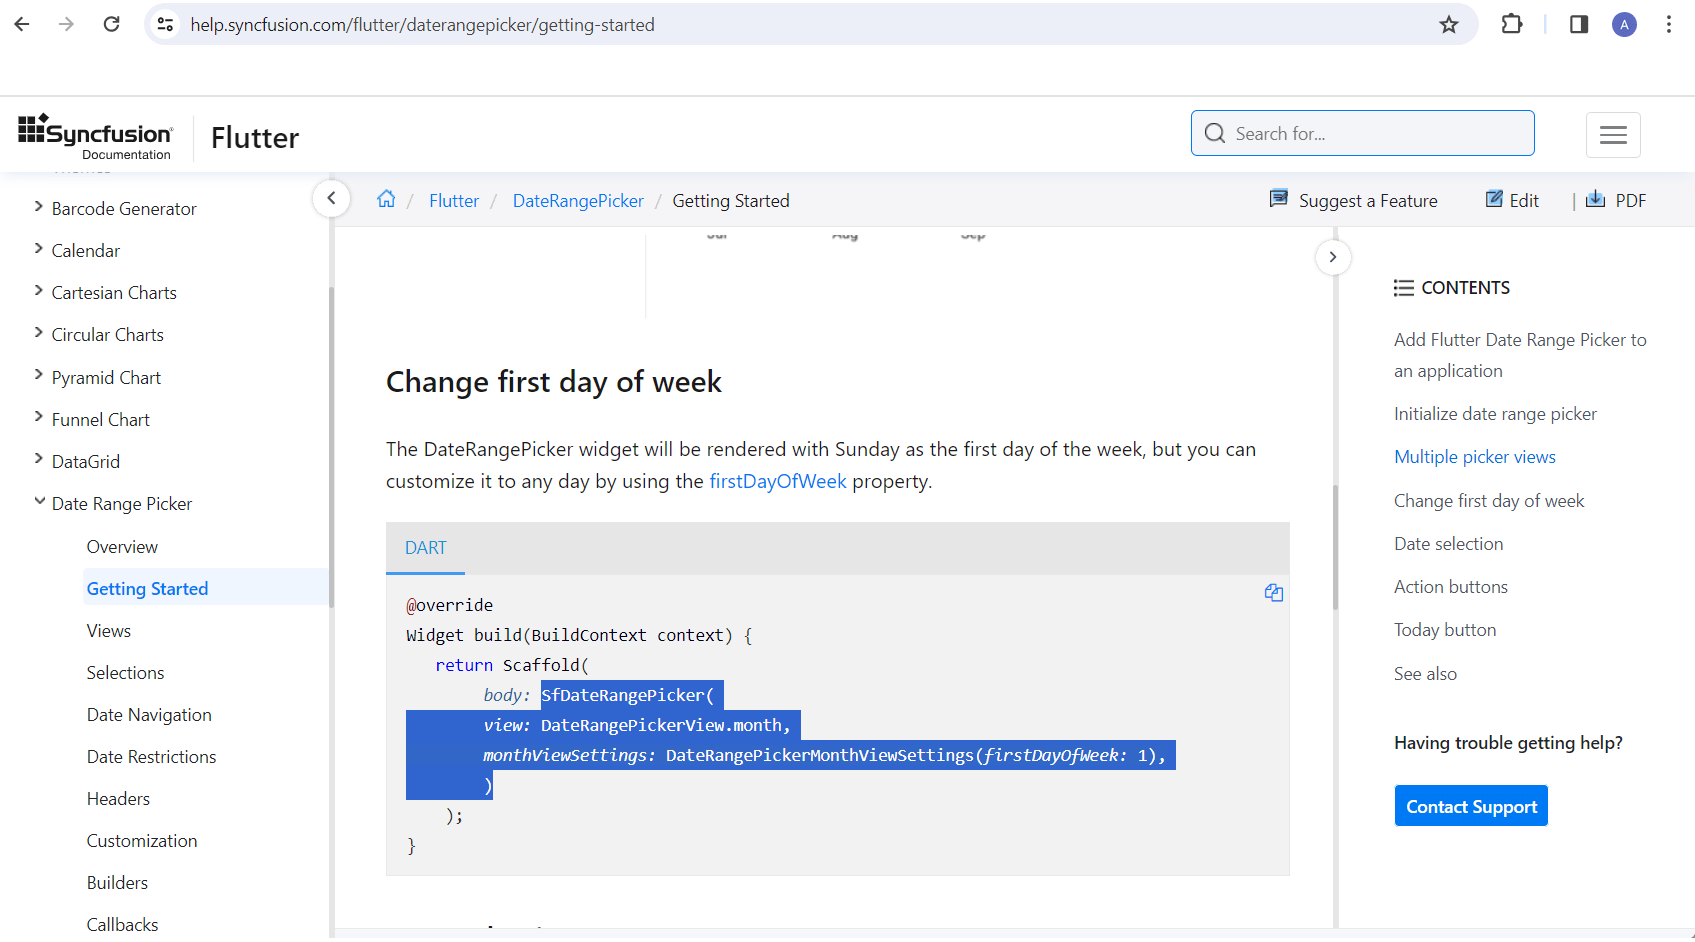 help.syncfusion.com/flutter/daterangepicker/getting-started
A
Syncfusion
Documentation
Flutter
Search for...
Barcode Generator
Calendar
Cartesian Charts
Circular Charts
Pyramid Chart
Funnel Chart
DataGrid
Date Range Picker
Overview
Getting Started
Views
Selections
Date Navigation
Date Restrictions
Headers
Customization
Builders
Callbacks
/ Flutter / DateRangePicker / Getting Started
Suggest a Feature
Edit
| PDF
Aug Sep
Change first day of week
The DateRangePicker widget will be rendered with Sunday as the first day of the week, but you can
customize it to any day by using the firstDayOfWeek property.
DART
@override
Widget build(BuildContext context) {
return Scaffold(
body: SfDateRangePicker(
view: DateRangePickerView.month,
monthViewSettings: DateRangePickerMonthViewSettings(firstDayOfWeek: 1),
)
);
}
CONTENTS
Add Flutter Date Range Picker to
an application
Initialize date range picker
Multiple picker views
Change first day of week
Date selection
Action buttons
Today button
See also
Having trouble getting help?
Contact Support